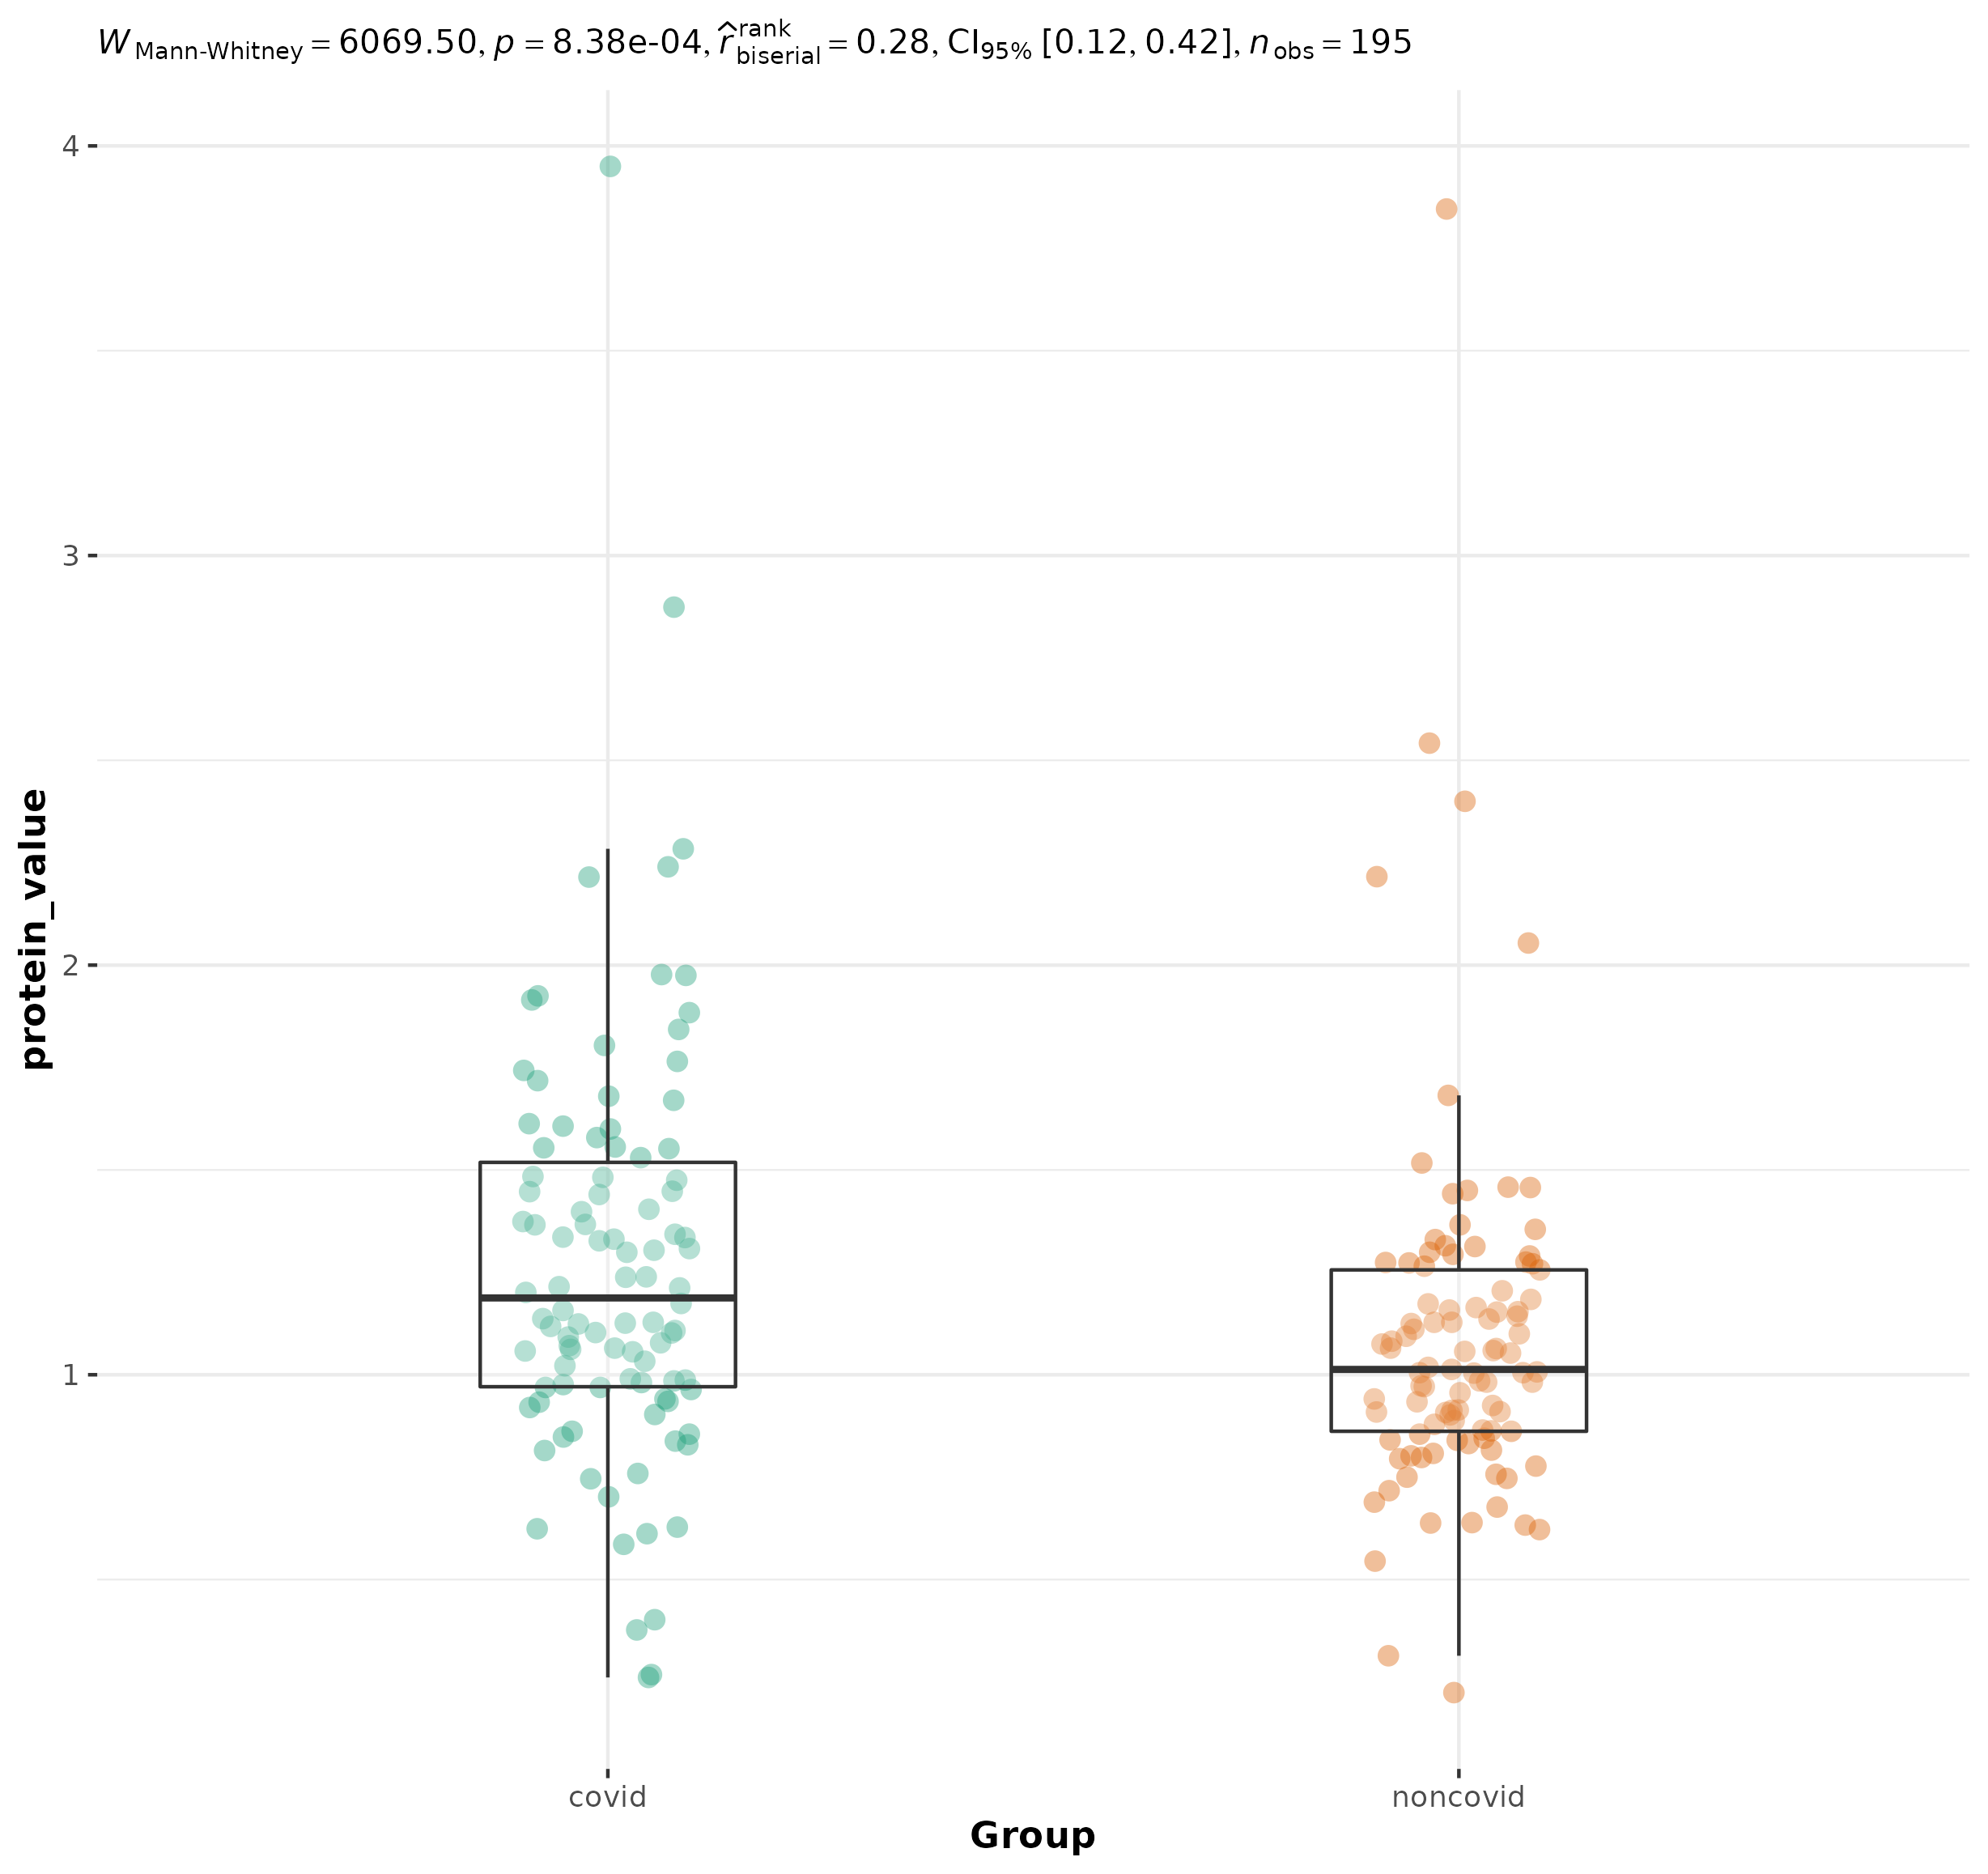 W Mann-Whitney = 6069.50, p = 8.38e-04, r̂ rank biserial = 0.28, CI95% [0.12, 0.42], nobs = 195
4
3
2
1
protein_value
covid noncovid
Group